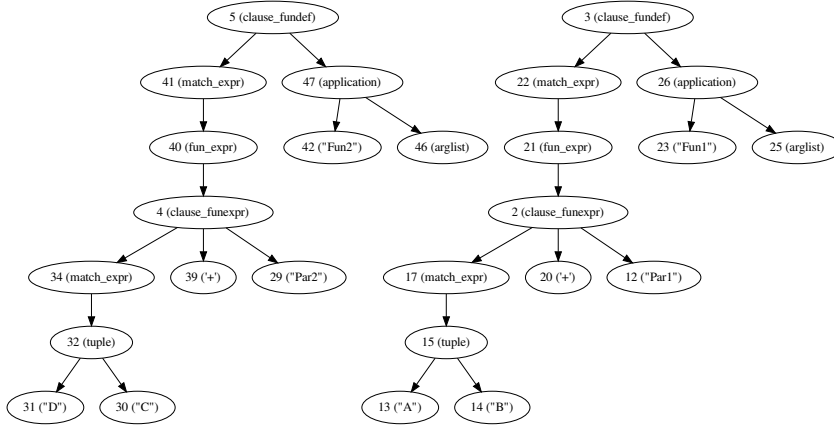 5 (clause_fundef)
3 (clause_fundef)
41 (match_expr)
47 (application)
22 (match_expr)
26 (application)
40 (fun_expr)
42 ("Fun2")
46 (arglist)
21 (fun_expr)
23 ("Fun1")
25 (arglist)
4 (clause_funexpr)
2 (clause_funexpr)
34 (match_expr)
39 ('+')
29 ("Par2")
17 (match_expr)
20 ('+')
12 ("Par1")
32 (tuple)
15 (tuple)
31 ("D")
30 ("C")
13 ("A")
14 ("B")